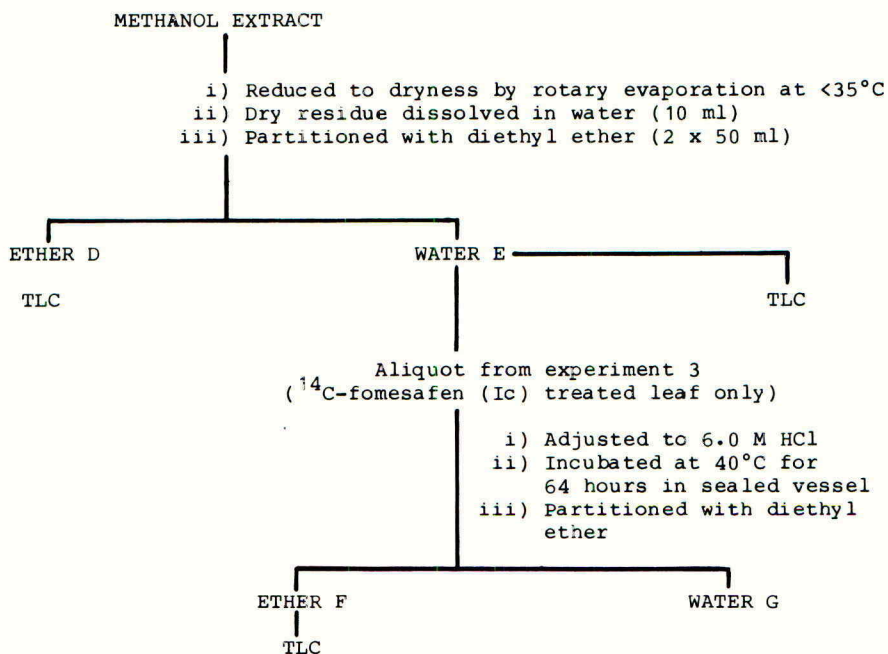 METHANOL EXTRACT
i) Reduced to dryness by rotary evaporation at <35°C
ii) Dry residue dissolved in water (10 ml)
iii) Partitioned with diethyl ether (2 x 50 ml)
ETHER D
WATER E
TLC
TLC
Aliquot from experiment 3
(14C-fomesafen (Ic) treated leaf only)
i) Adjusted to 6.0 M HCl
ii) Incubated at 40°C for
64 hours in sealed vessel
iii) Partitioned with diethyl
ether
ETHER F
WATER G
TLC